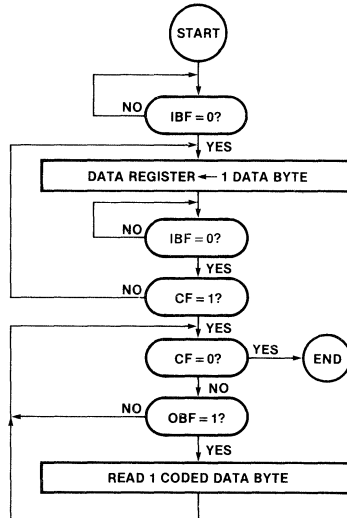 START
NO
IBF = 0?
YES
DATA REGISTER ← 1 DATA BYTE
NO
IBF = 0?
YES
NO
CF = 1?
YES
CF = 0?
YES
END
NO
NO
OBF = 1?
YES
READ 1 CODED DATA BYTE